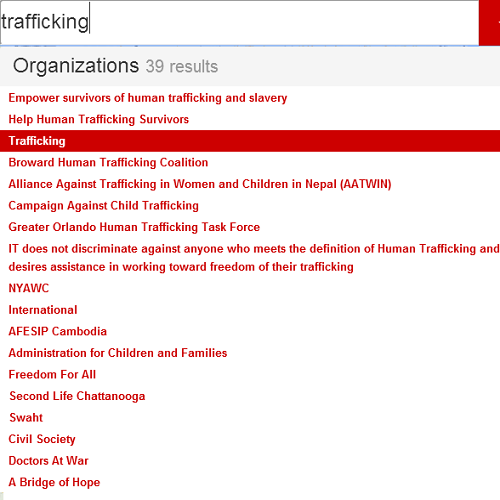 trafficking
Organizations 39 results
Empower survivors of human trafficking and slavery
Help Human Trafficking Survivors
Trafficking
Broward Human Trafficking Coalition
Alliance Against Trafficking in Women and Children in Nepal (AATWIN)
Campaign Against Child Trafficking
Greater Orlando Human Trafficking Task Force
IT does not discriminate against anyone who meets the definition of Human Trafficking and
desires assistance in working toward freedom of their trafficking
NYAWC
International
AFESIP Cambodia
Administration for Children and Families
Freedom For All
Second Life Chattanooga
Swaht
Civil Society
Doctors At War
A Bridge of Hope